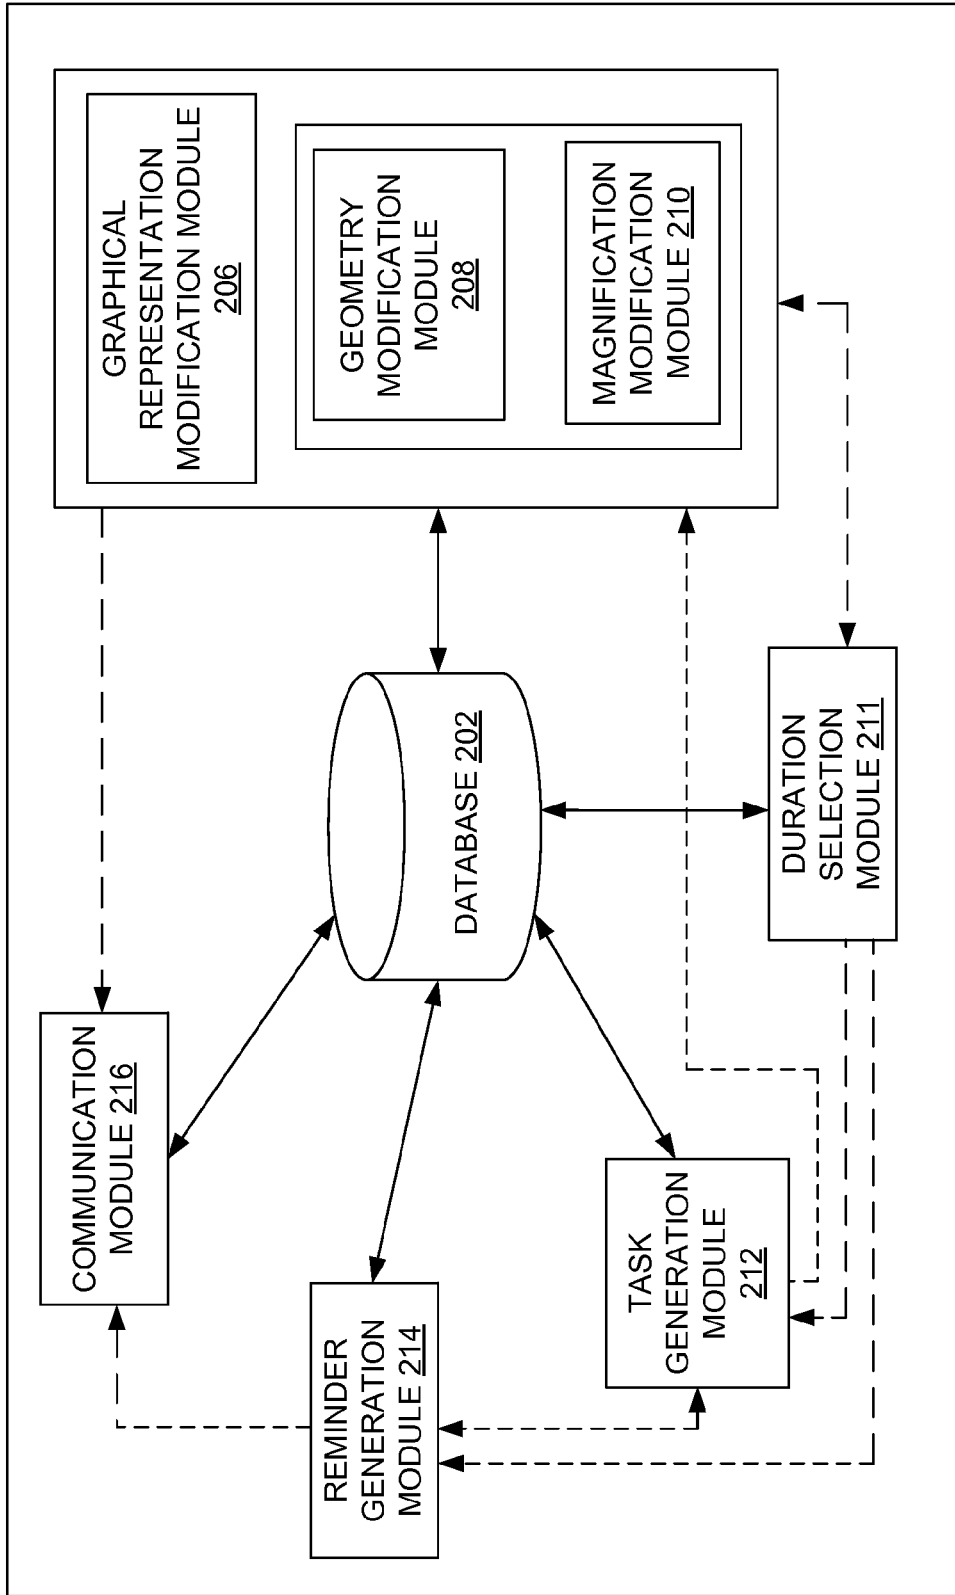 COMMUNICATION
MODULE 216
GRAPHICAL
REPRESENTATION
MODIFICATION MODULE
206
REMINDER
GENERATION
MODULE 214
DATABASE 202
GEOMETRY
MODIFICATION
MODULE
208
TASK
GENERATION
MODULE
212
MAGNIFICATION
MODIFICATION
MODULE 210
DURATION
SELECTION
MODULE 211